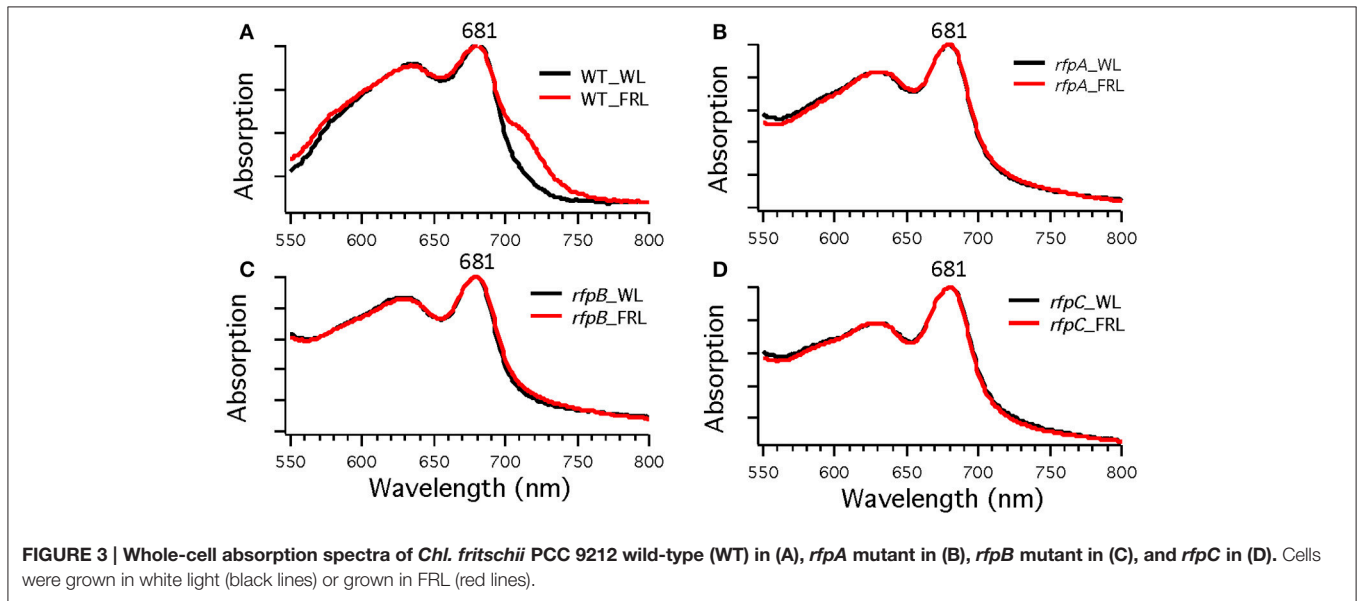 A
681
WT_WL
WT_FRL
Absorption
550 600 650 700 750 800
B
681
rfpA_WL
rfpA_FRL
Absorption
550 600 650 700 750 800
C
681
rfpB_WL
rfpB_FRL
Absorption
550 600 650 700 750 800
Wavelength (nm)
D
681
rfpC_WL
rfpC_FRL
Absorption
550 600 650 700 750 800
Wavelength (nm)
FIGURE 3 | Whole-cell absorption spectra of Chl. fritschii PCC 9212 wild-type (WT) in (A), rfpA mutant in (B), rfpB mutant in (C), and rfpC in (D). Cells
were grown in white light (black lines) or grown in FRL (red lines).